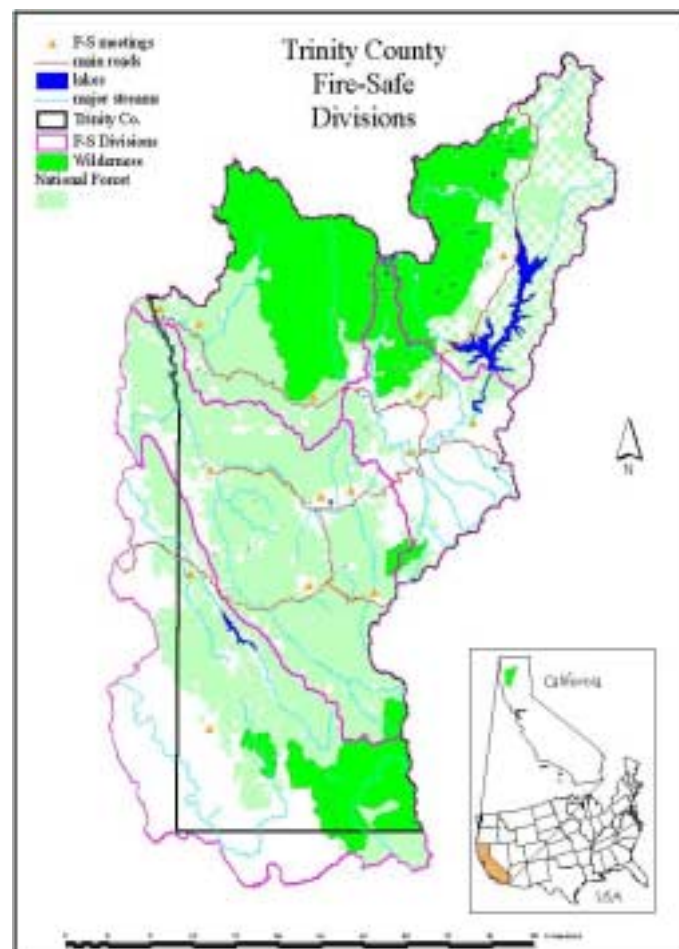 Trinity County
Fire-Safe
Divisions
F-S meetings
main roads
lakes
major streams
Trinity Co.
F-S Divisions
Wilderness
National Forest
N
California
USA